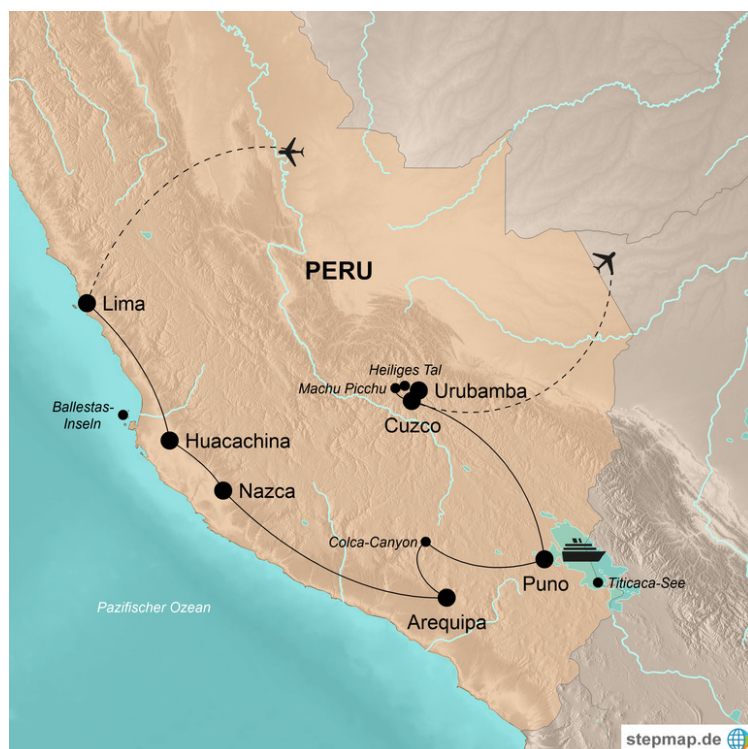 PERU
Lima
Heiliges Tal
Machu Picchu
Urubamba
Cuzco
Ballestas-
Inseln
Huacachina
Nazca
Colca-Canyon
Puno
Titicaca-See
Arequipa
Pazifischer Ozean
stepmap.de